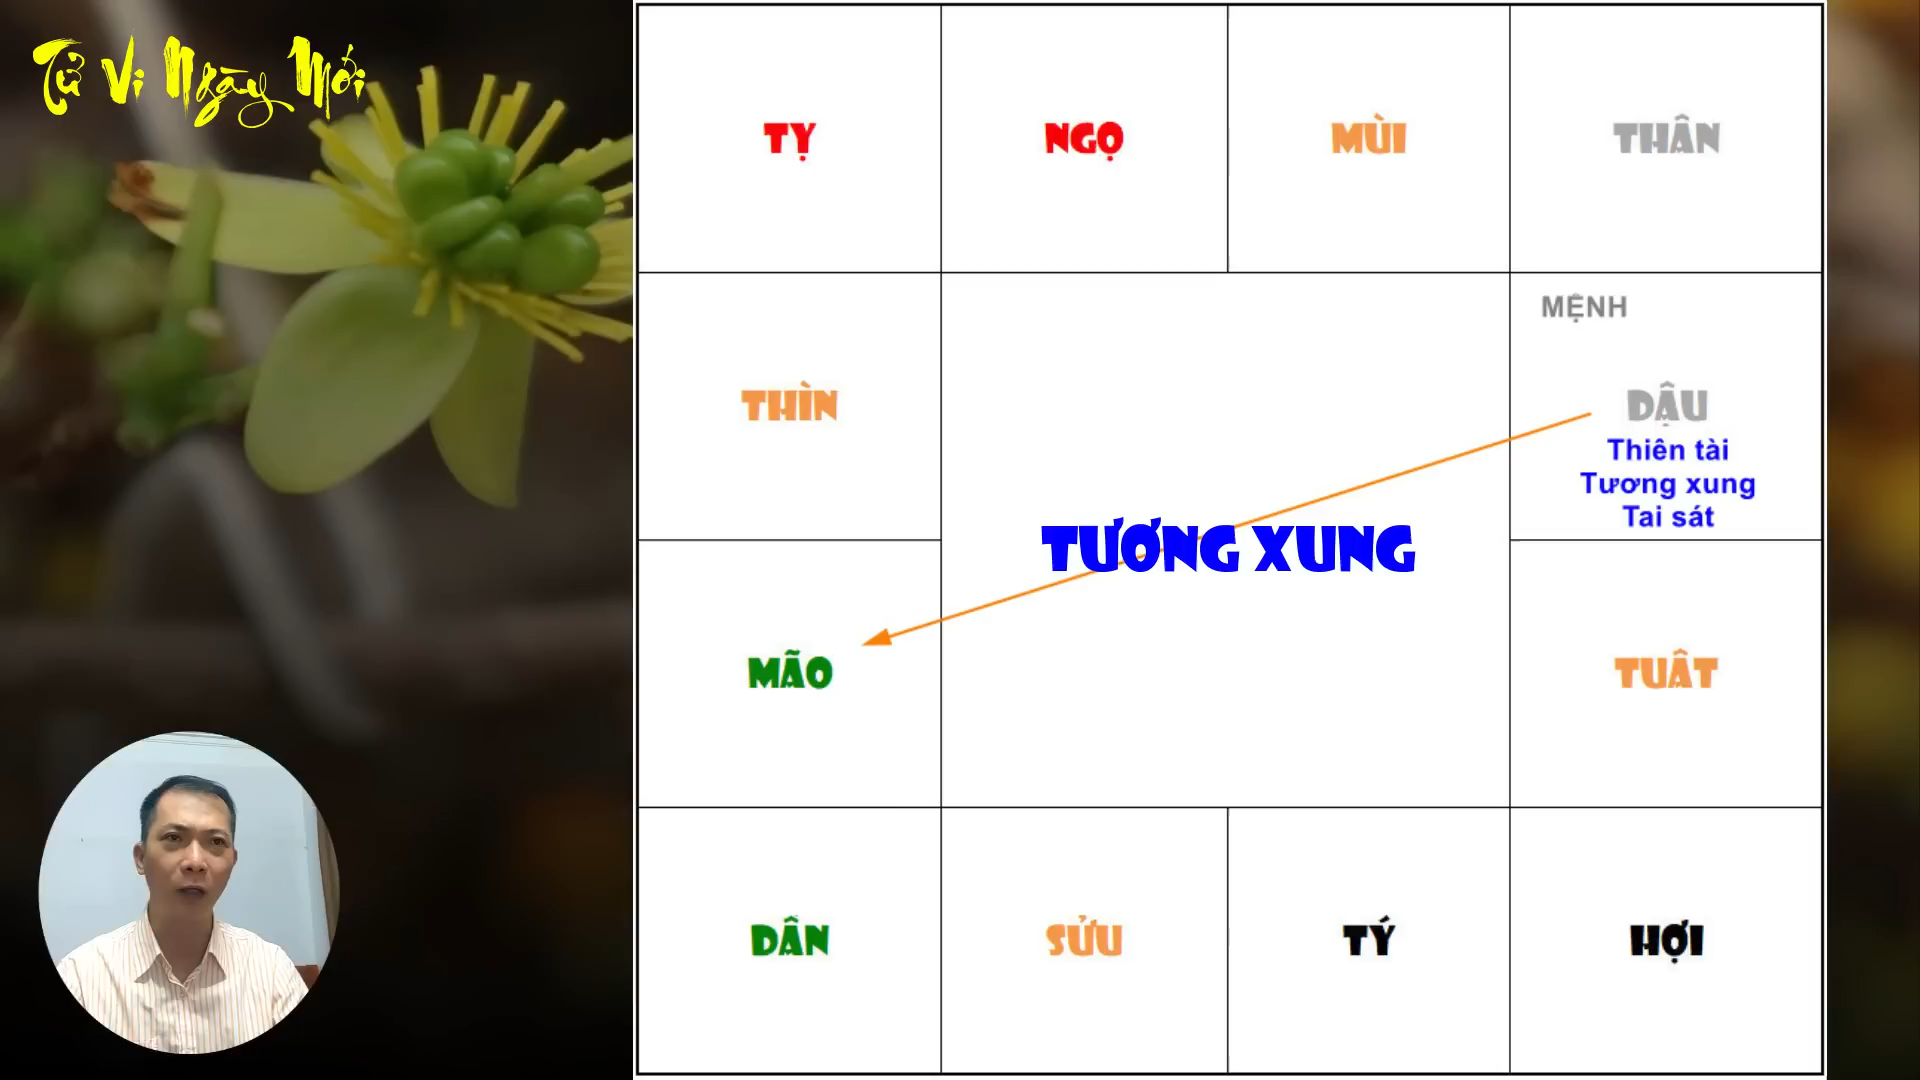 Tử Vi Ngày Mới
TỴ
NGỌ
MÙI
THÂN
THÌN
MỆNH
DẬU
Thiên tài
Tương xung
Tai sát
TƯƠNG XUNG
MÃO
TUẤT
DẦN
SỬU
TÝ
HỢI